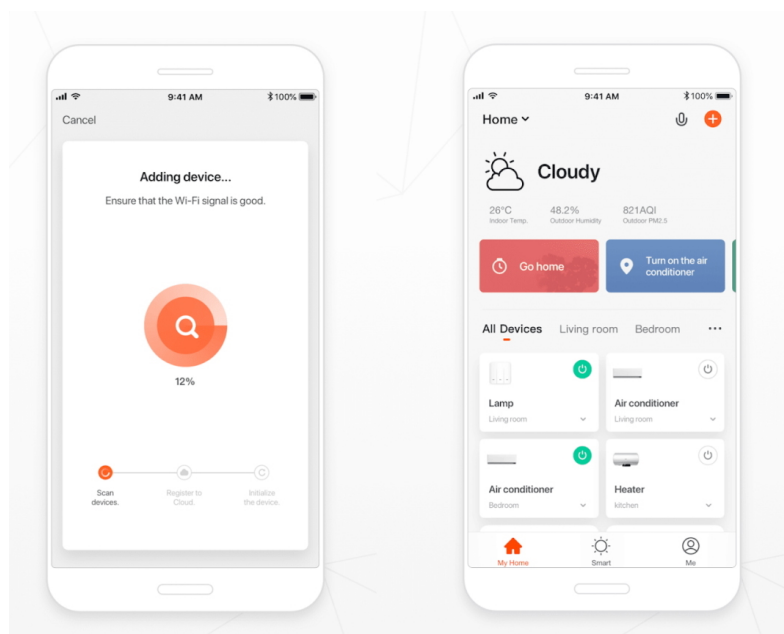 9:41 AM
100%
Cancel
Adding device...
Ensure that the Wi-Fi signal is good.
12%
Scan
devices.
Register to
Cloud.
Initialize
the device.
9:41 AM
100%
Home
Cloudy
26°C
48.2%
821AQI
Indoor Temp.
Outdoor Humidity
Outdoor PM2.5
Go home
Turn on the air
conditioner
All Devices
Living room
Bedroom
Lamp
Living room
Air conditioner
Living room
Air conditioner
Bedroom
Heater
kitchen
My Home
Smart
Me